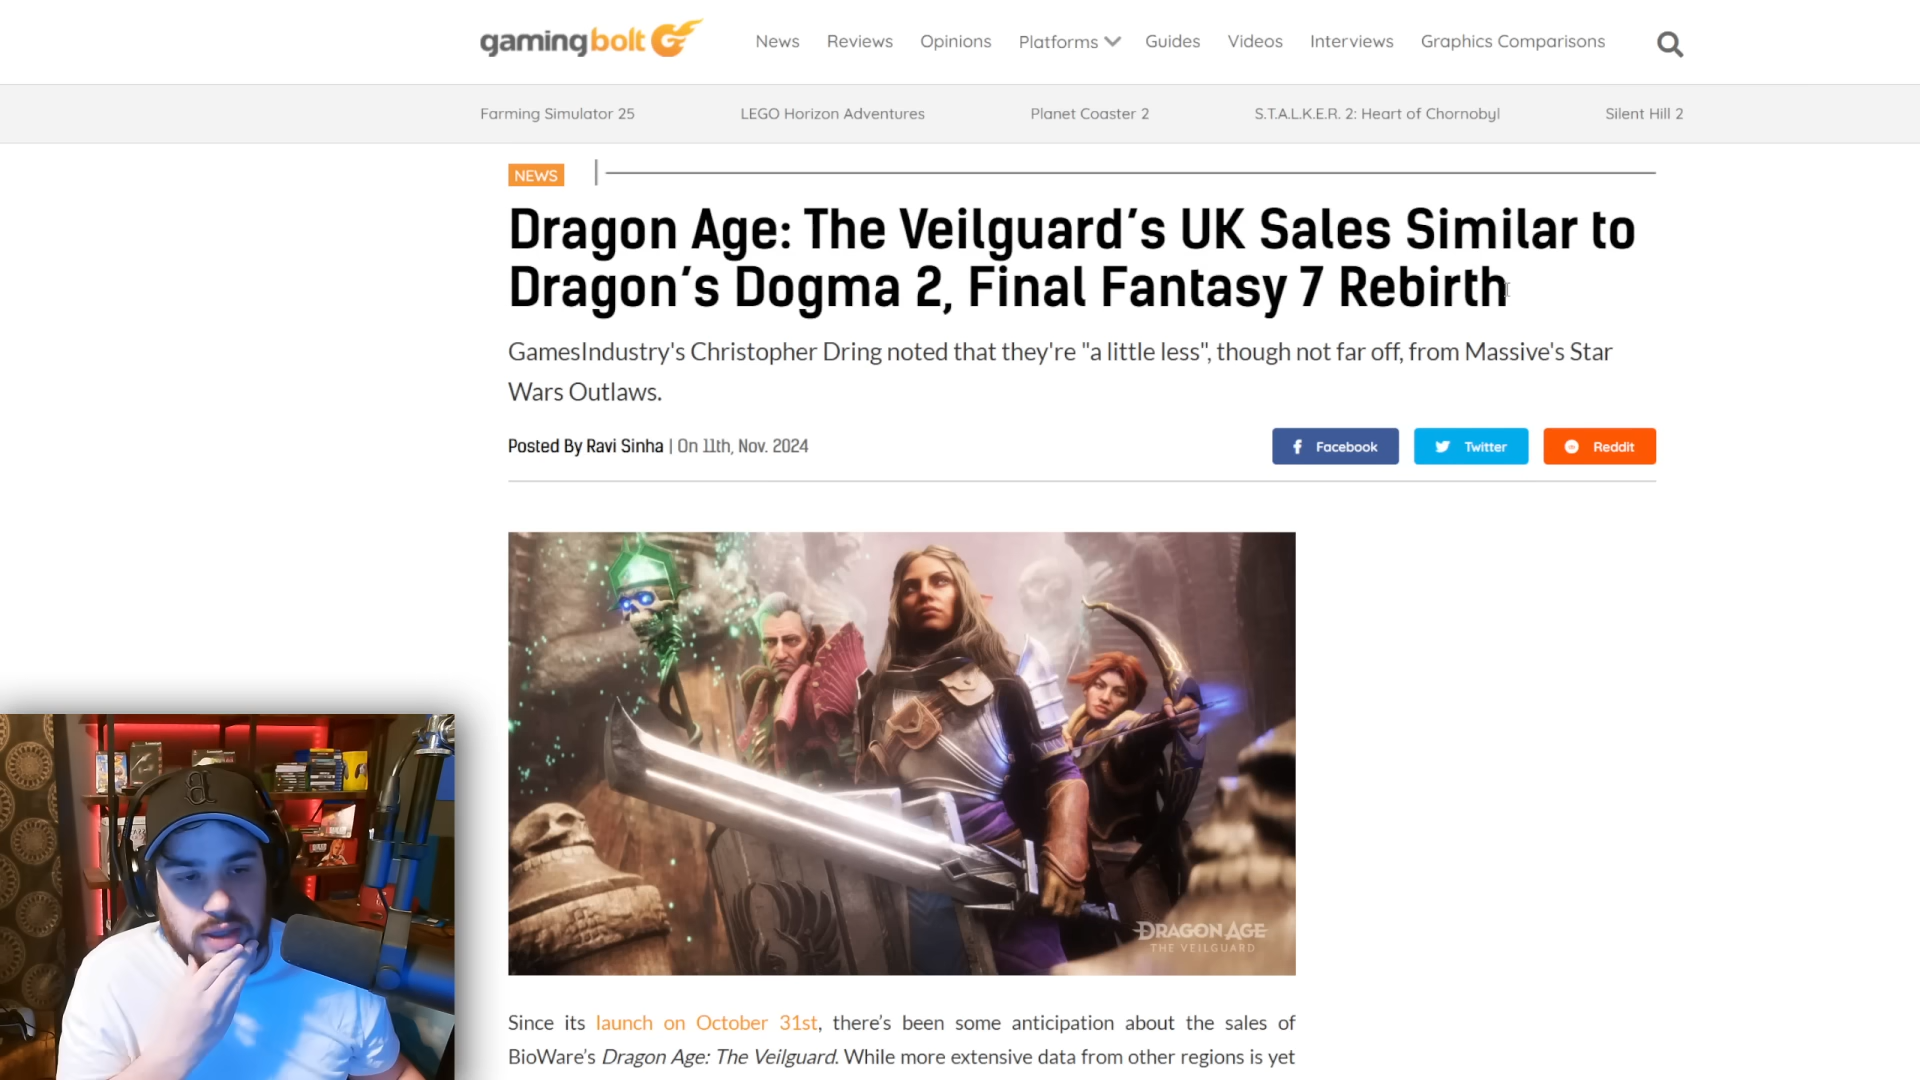 gamingbolt
News Reviews Opinions Platforms Guides Videos Interviews Graphics Comparisons
Farming Simulator 25 LEGO Horizon Adventures Planet Coaster 2 S.T.A.L.K.E.R. 2: Heart of Chornobyl Silent Hill 2
NEWS
Dragon Age: The Veilguard’s UK Sales Similar to
Dragon’s Dogma 2, Final Fantasy 7 Rebirth
GamesIndustry's Christopher Dring noted that they're "a little less", though not far off, from Massive's Star
Wars Outlaws.
Posted By Ravi Sinha | On 11th, Nov. 2024
Facebook Twitter Reddit
DRAGON AGE
THE VEILGUARD
Since its launch on October 31st, there’s been some anticipation about the sales of
BioWare’s Dragon Age: The Veilguard. While more extensive data from other regions is yet